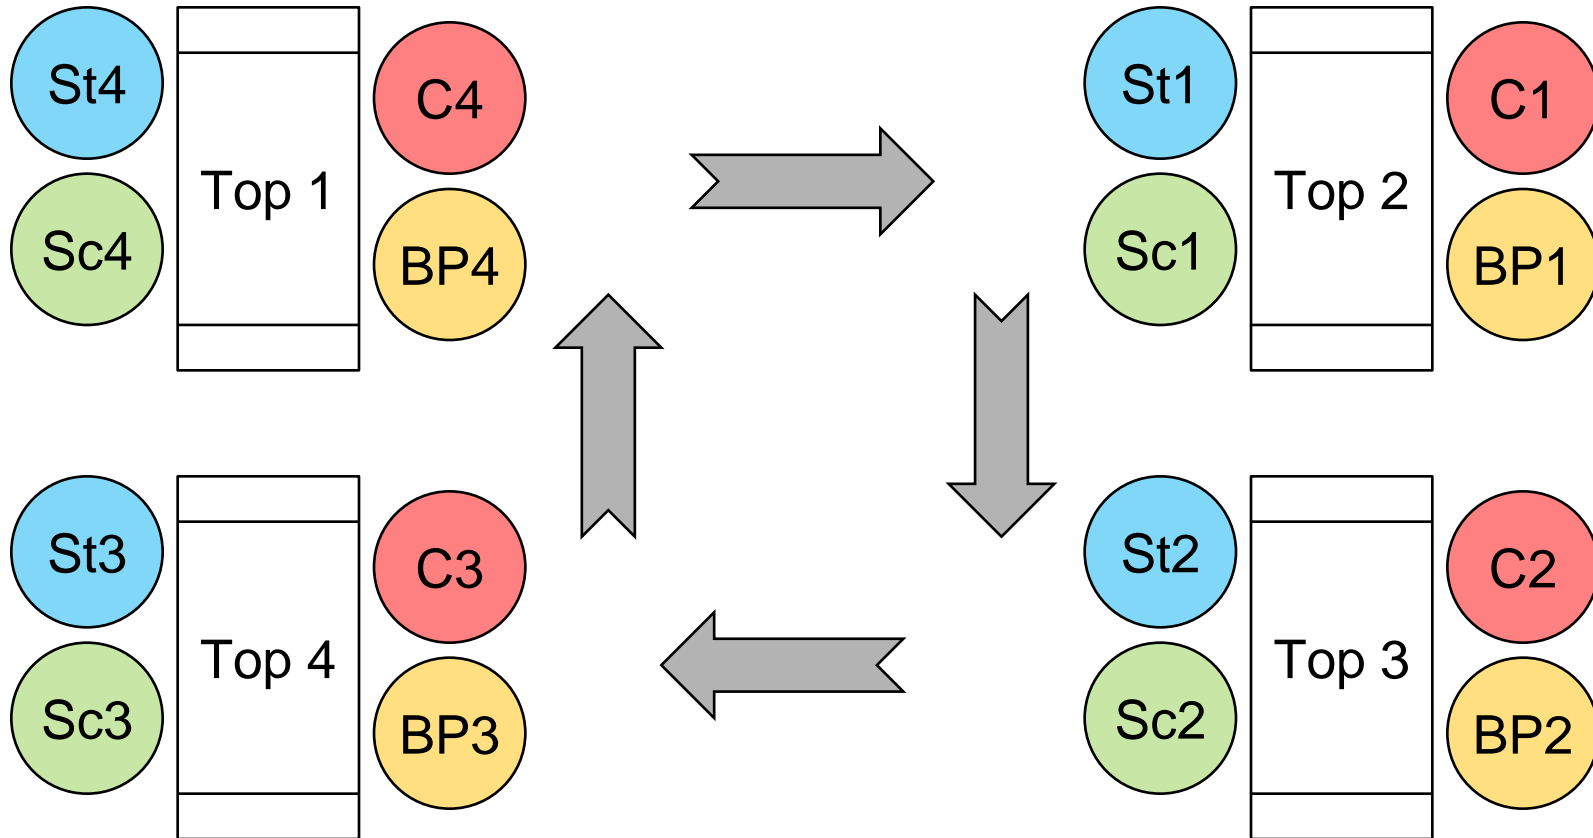 St4
C4
Top 1
Sc4
BP4
St1
C1
Top 2
Sc1
BP1
St3
C3
Top 4
Sc3
BP3
St2
C2
Top 3
Sc2
BP2